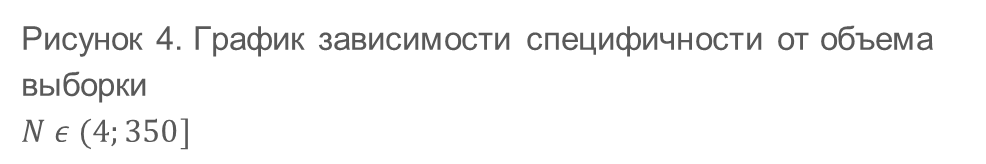 Рисунок 4. График зависимости специфичности от объема
выборки
N ϵ (4; 350]